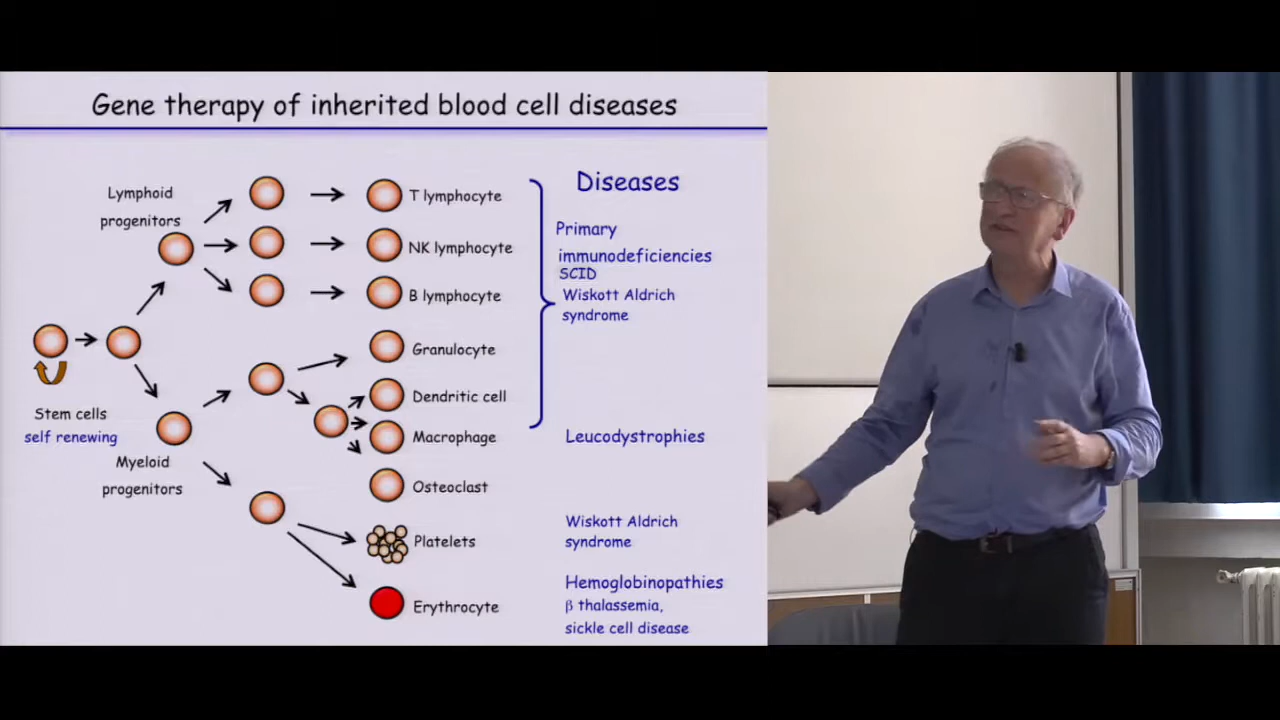 Gene therapy of inherited blood cell diseases
Diseases
Lymphoid
progenitors
T lymphocyte
NK lymphocyte
B lymphocyte
Primary
immunodeficiencies
SCID
Wiskott Aldrich
syndrome
Granulocyte
Dendritic cell
Macrophage
Leucodystrophies
Stem cells
self renewing
Myeloid
progenitors
Osteoclast
Platelets
Wiskott Aldrich
syndrome
Erythrocyte
Hemoglobinopathies
β thalassemia,
sickle cell disease